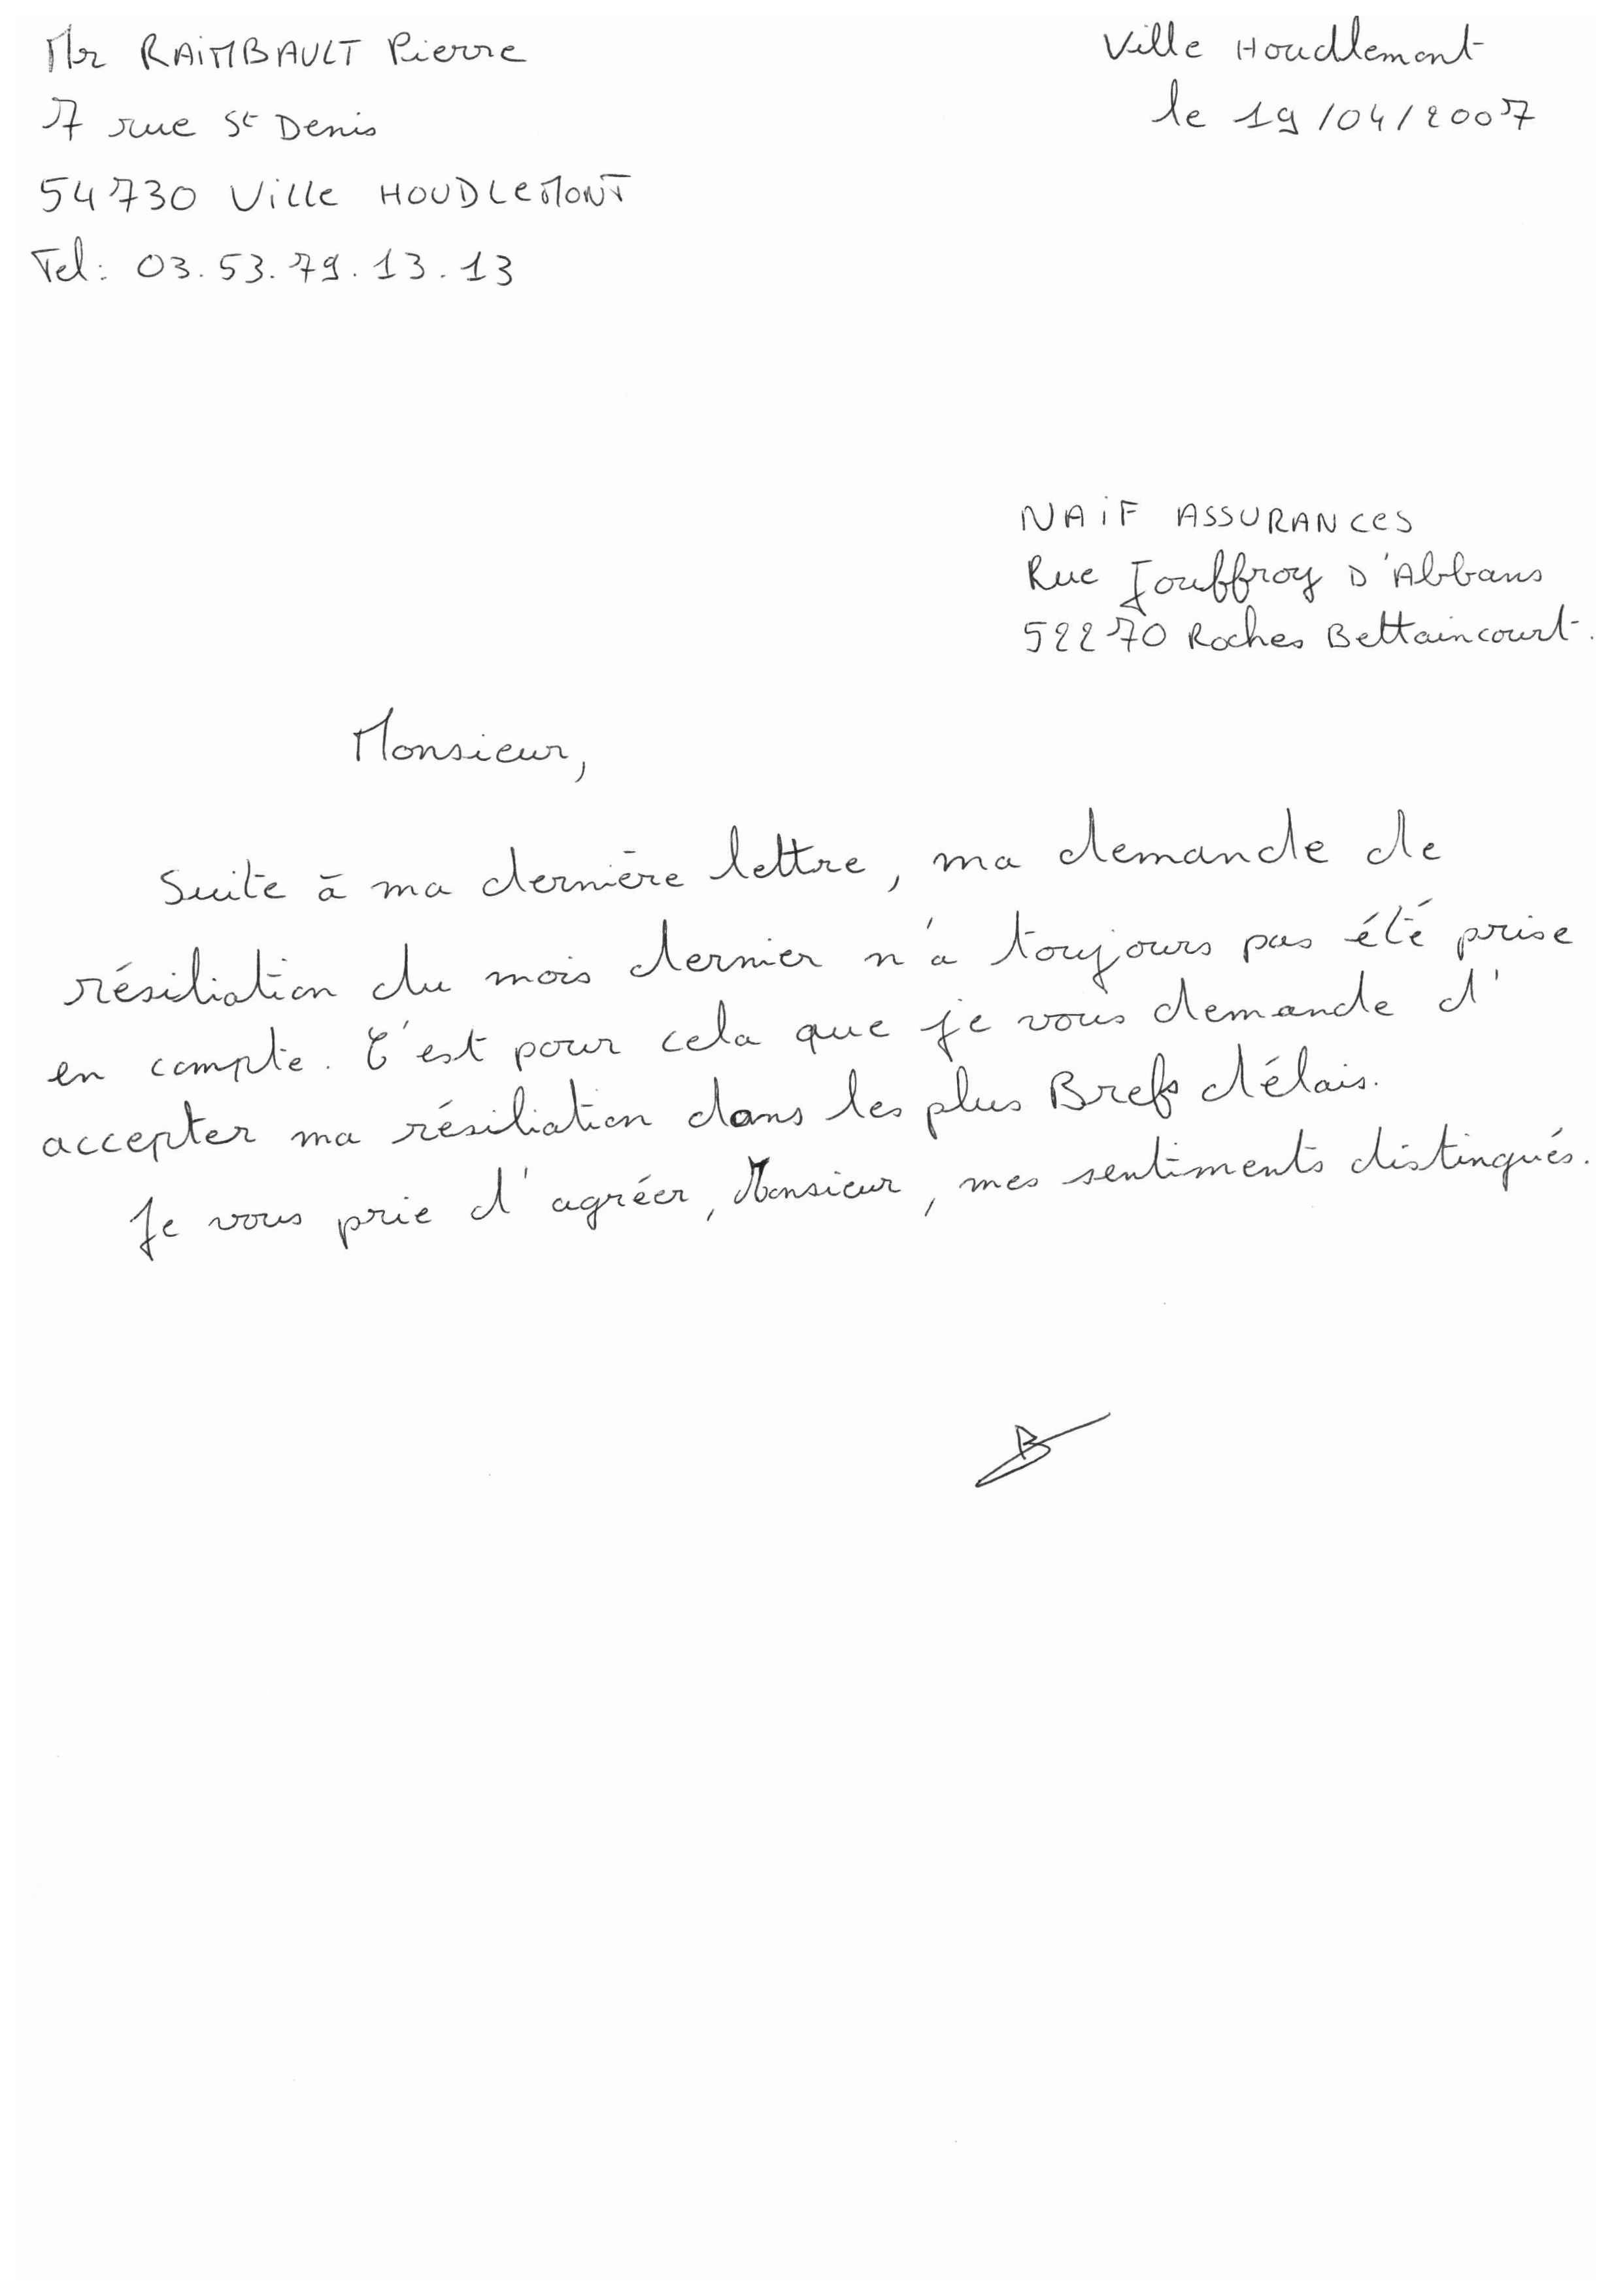 Mr RAIMBAULT Pierre
7 rue St Denis
54730 Ville HOUDLEMONT
Tel: 03.53.79.13.13
Ville Houdlemont
le 19/04/2007
NAiF ASSURANCES
Rue Jouffroy D'Abbans
52270 Roches Bettaincourt.
Monsieur,
Suite à ma dernière lettre, ma demande de
résiliation du mois dernier n'a toujours pas été prise
en compte. C'est pour cela que je vous demande d'
accepter ma résiliation dans les plus Brefs délais.
Je vous prie d'agréer, Monsieur, mes sentiments distingués.